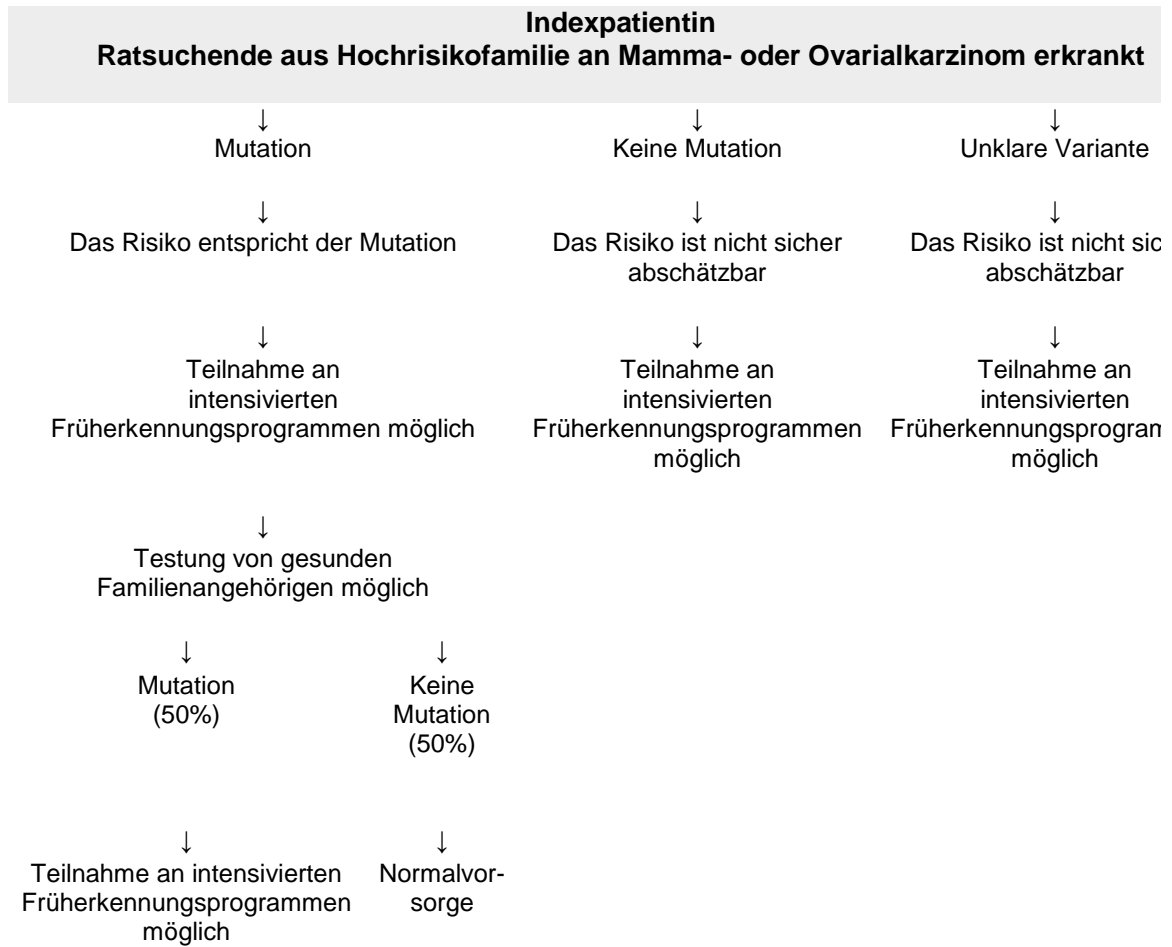 Indexpatientin
Ratsuchende aus Hochrisikofamilie an Mamma- oder Ovarialkarzinom erkrankt
↓ ↓ ↓
Mutation Keine Mutation Unklare Variante
↓ ↓ ↓
Das Risiko entspricht der Mutation Das Risiko ist nicht sicher Das Risiko ist nicht sic
abschätzbar abschätzbar
↓ ↓ ↓
Teilnahme an Teilnahme an Teilnahme an
intensivierten intensivierten intensivierten
Früherkennungsprogrammen möglich Früherkennungsprogrammen Früherkennungsprogram
möglich möglich
↓
Testung von gesunden
Familienangehörigen möglich
↓ ↓
Mutation Keine
(50%) Mutation
(50%)
↓ ↓
Teilnahme an intensivierten Normalvor-
Früherkennungsprogrammen sorge
möglich